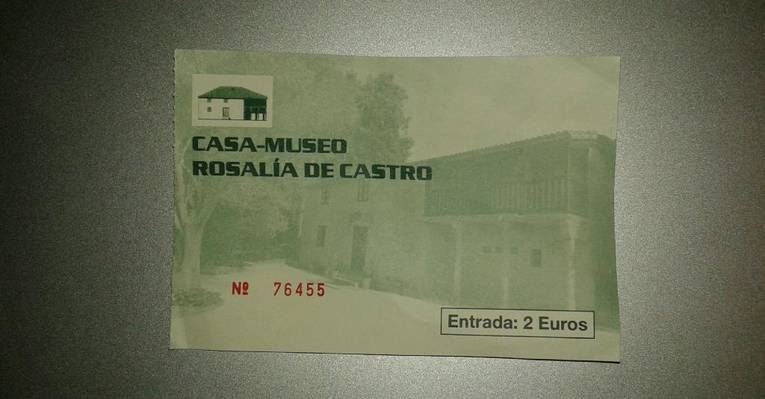 CASA-MUSEO
ROSALÍA DE CASTRO
Nº 76455
Entrada: 2 Euros